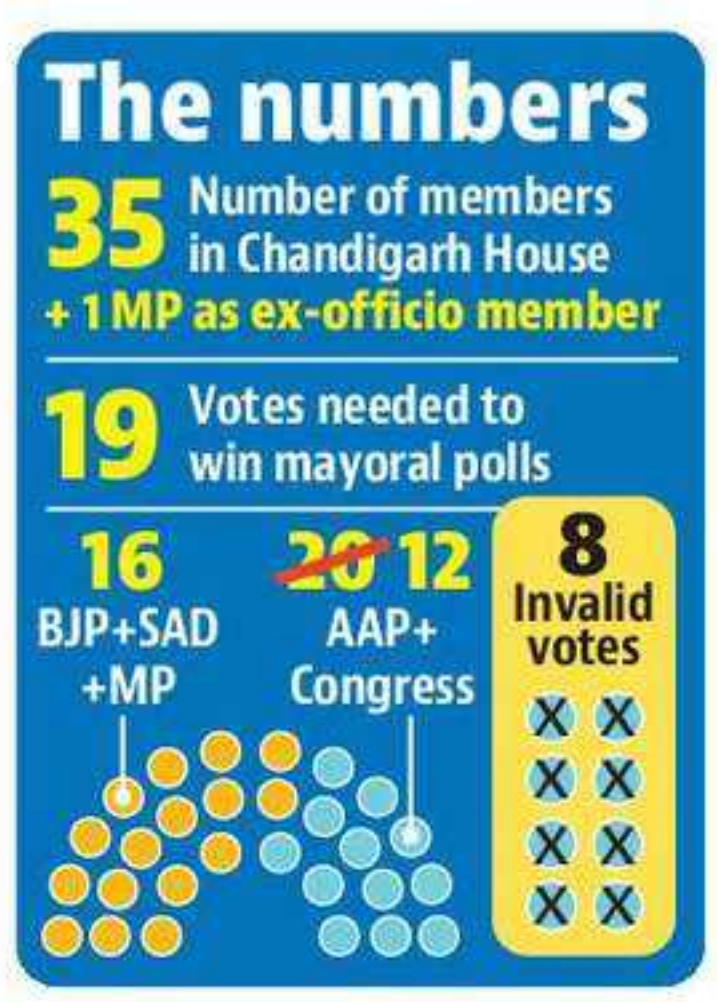 The numbers
35 Number of members
in Chandigarh House
+ 1 MP as ex-officio member
19 Votes needed to
win mayoral polls
16
BJP+SAD
+MP
20 12
AAP+
Congress
8
Invalid
votes
X X
X X
X X
X X